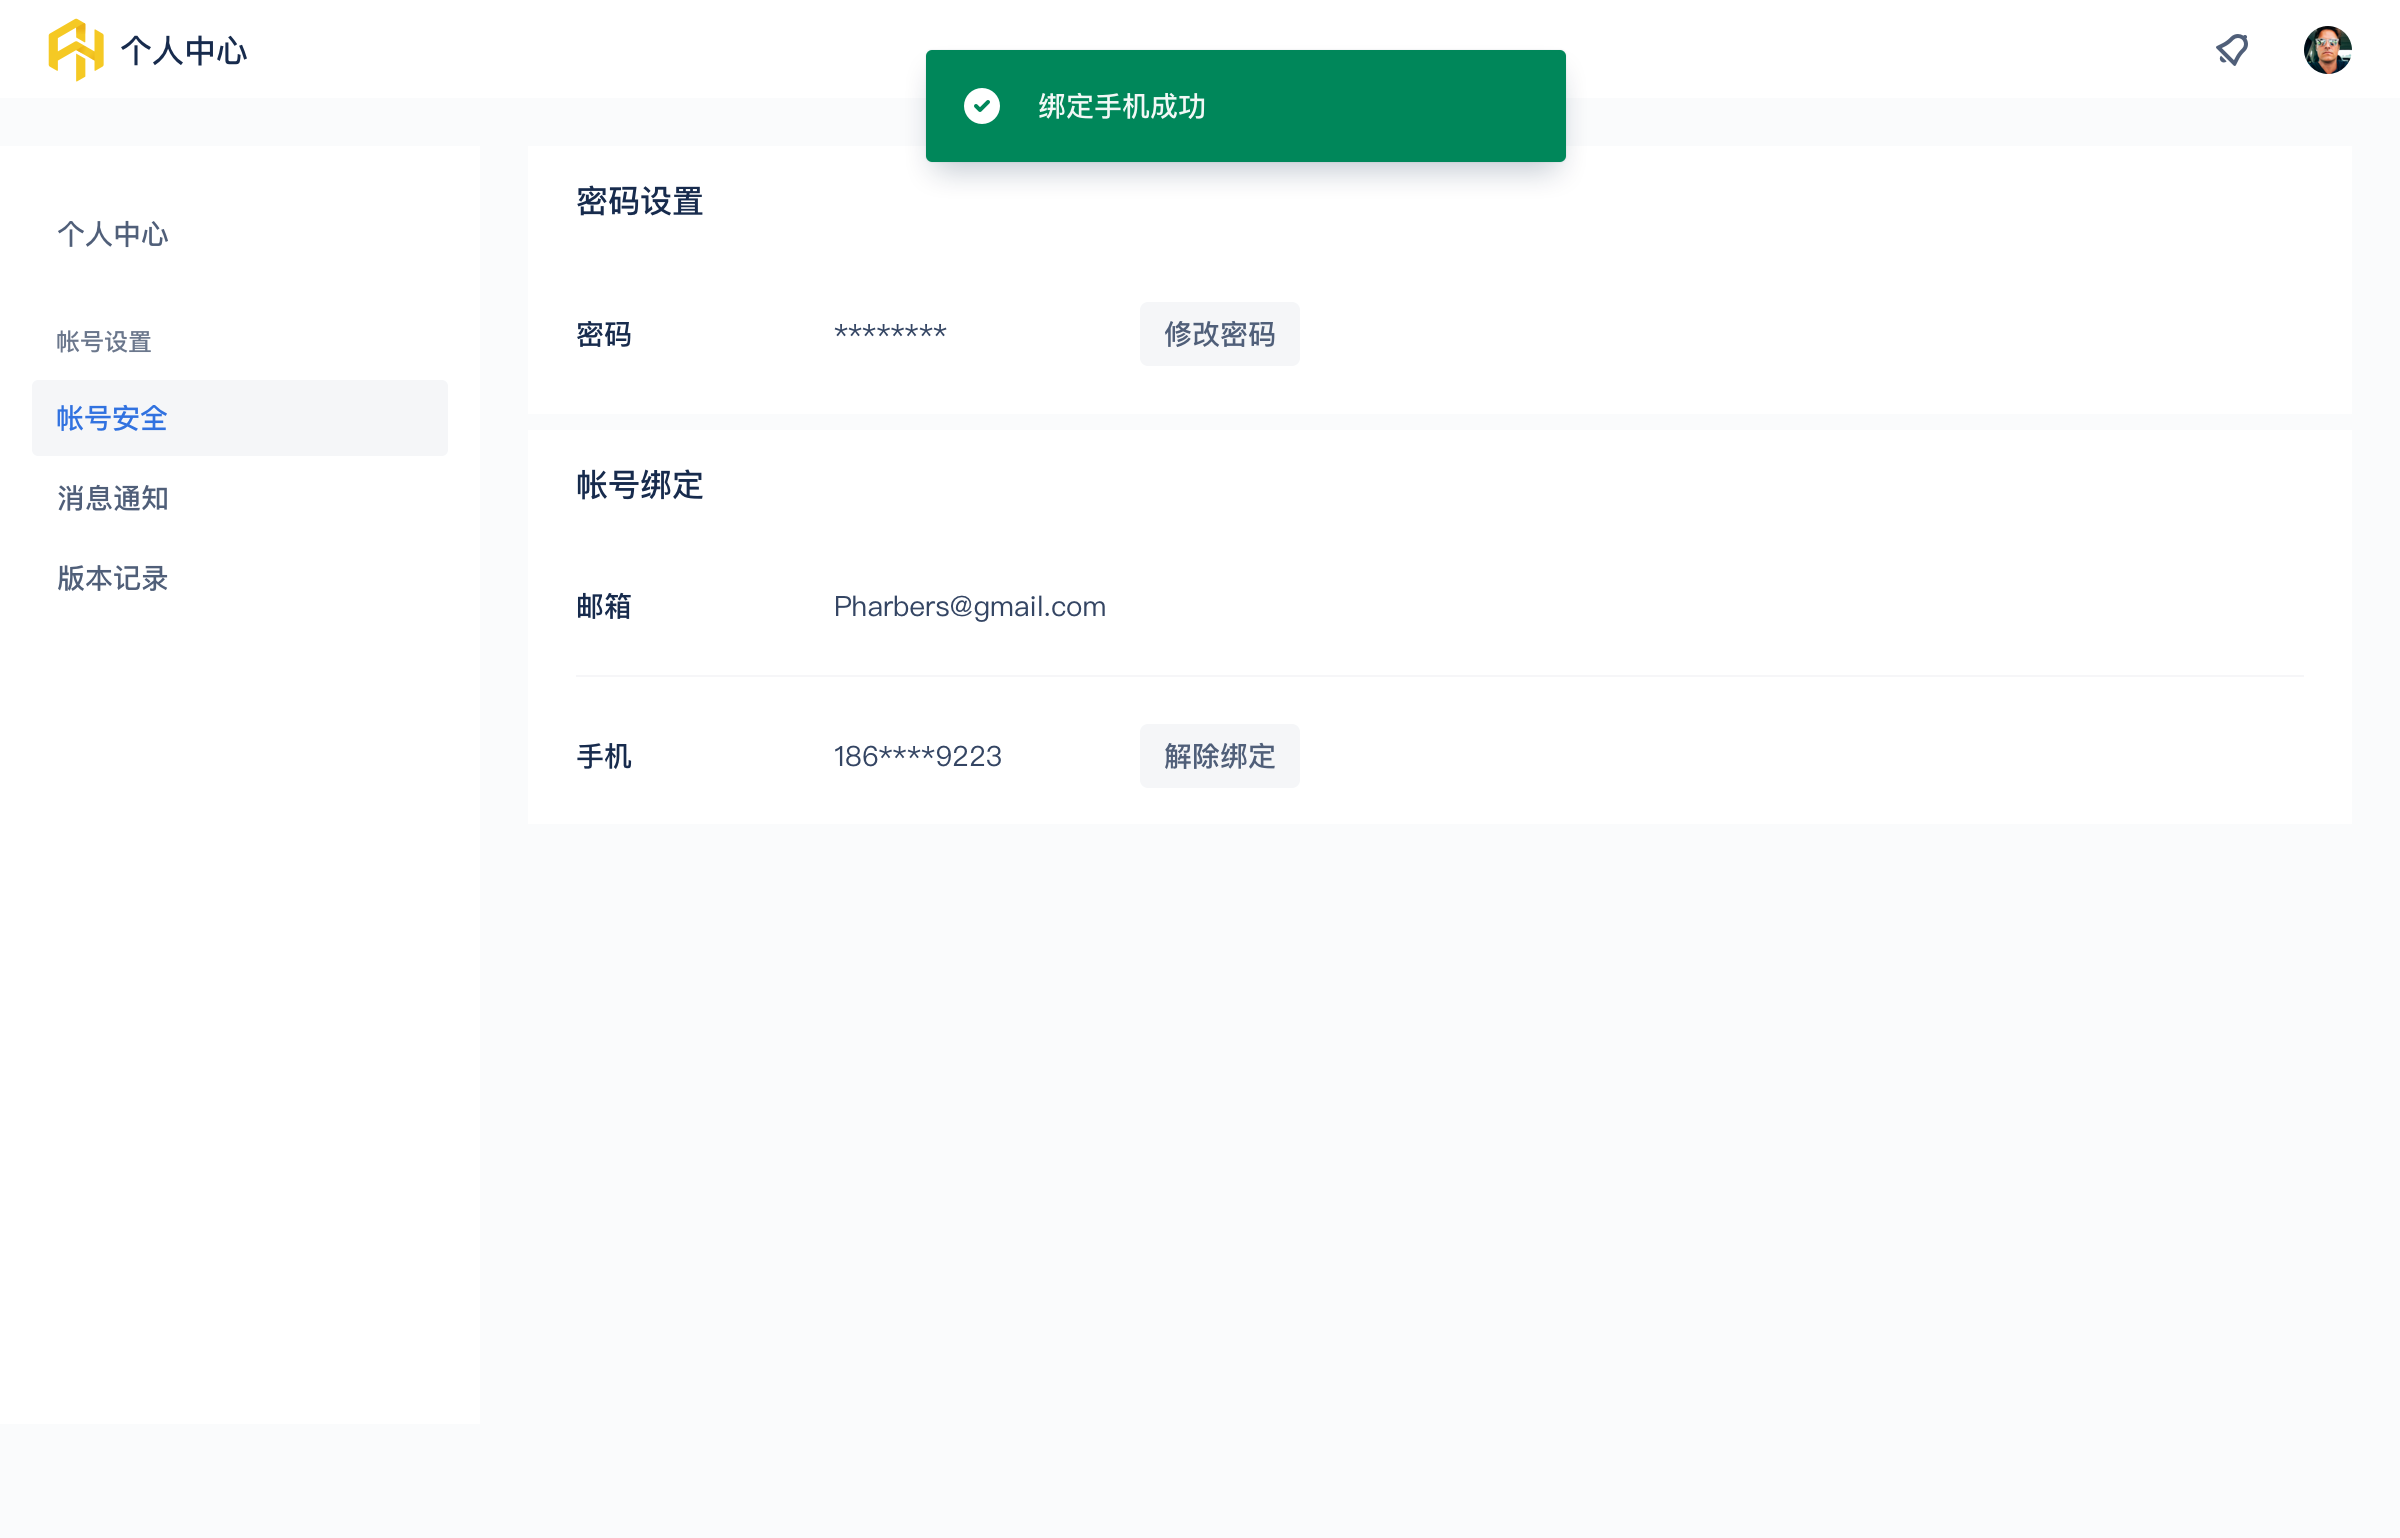 个人中心
绑定手机成功
个人中心
帐号设置
帐号安全
消息通知
版本记录
密码设置
密码 ******** 修改密码
帐号绑定
邮箱 Pharbers@gmail.com
手机 186****9223 解除绑定